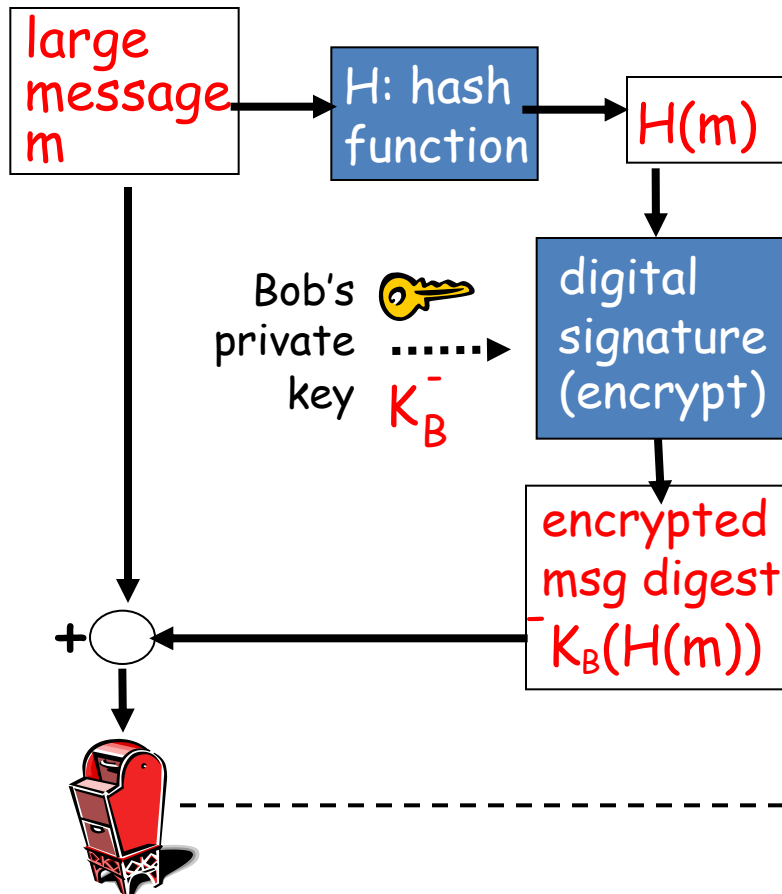 large
message
m
H: hash
function
H(m)
Bob's
private
key
K_B^-
digital
signature
(encrypt)
encrypted
msg digest
K_B^-(H(m))
+